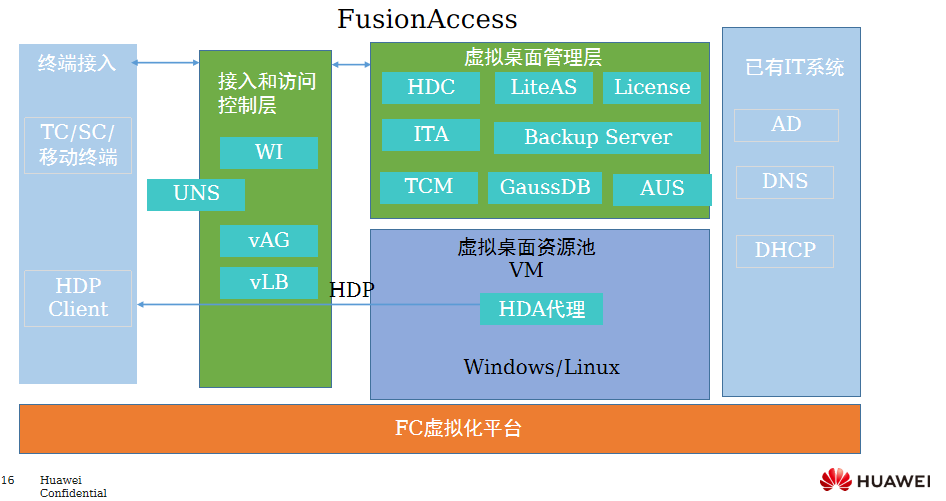 FusionAccess
终端接入
TC/SC/
移动终端
HDP
Client
UNS
接入和访问
控制层
WI
vAG
vLB
HDP
虚拟桌面管理层
HDC
LiteAS
License
ITA
Backup Server
TCM
GaussDB
AUS
虚拟桌面资源池
VM
HDA代理
Windows/Linux
已有IT系统
AD
DNS
DHCP
FC虚拟化平台
16
Huawei
Confidential
HUAWEI